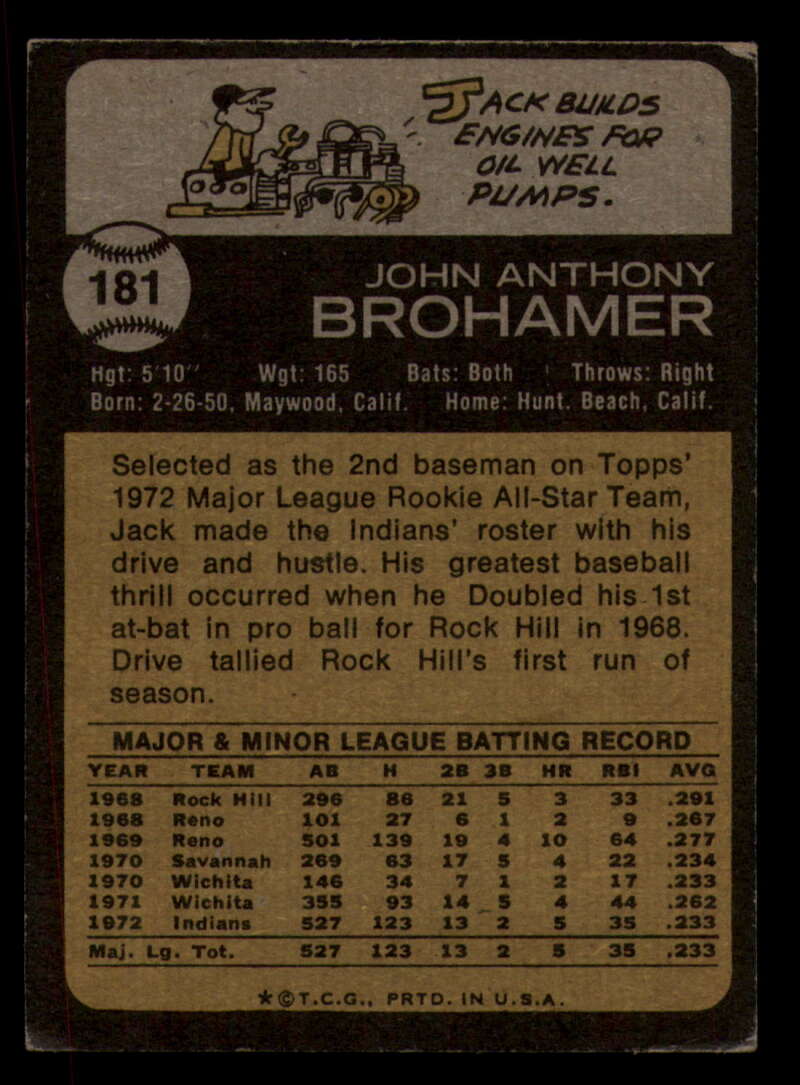 JACK BUILDS
ENGINES FOR
OIL WELL
PUMPS.
181
JOHN ANTHONY
BROHAMER
Hgt: 5'10" Wgt: 165 Bats: Both Throws: Right
Born: 2-26-50, Maywood, Calif. Home: Hunt. Beach, Calif.
Selected as the 2nd baseman on Topps'
1972 Major League Rookie All-Star Team,
Jack made the Indians' roster with his
drive and hustle. His greatest baseball
thrill occurred when he Doubled his 1st
at-bat in pro ball for Rock Hill in 1968.
Drive tallied Rock Hill's first run of
season.
MAJOR & MINOR LEAGUE BATTING RECORD
YEAR TEAM AB H 2B 3B HR RBI AVG
1968 Rock Hill 296 86 21 5 3 33 .291
1968 Reno 101 27 6 1 2 9 .267
1969 Reno 501 139 19 4 10 64 .277
1970 Savannah 269 63 17 5 4 22 .234
1970 Wichita 146 34 7 1 2 17 .233
1971 Wichita 355 93 14 5 4 44 .262
1972 Indians 527 123 13 2 5 35 .233
Maj. Lg. Tot. 527 123 13 2 5 35 .233
★©T.C.G., PRTD. IN U.S.A.